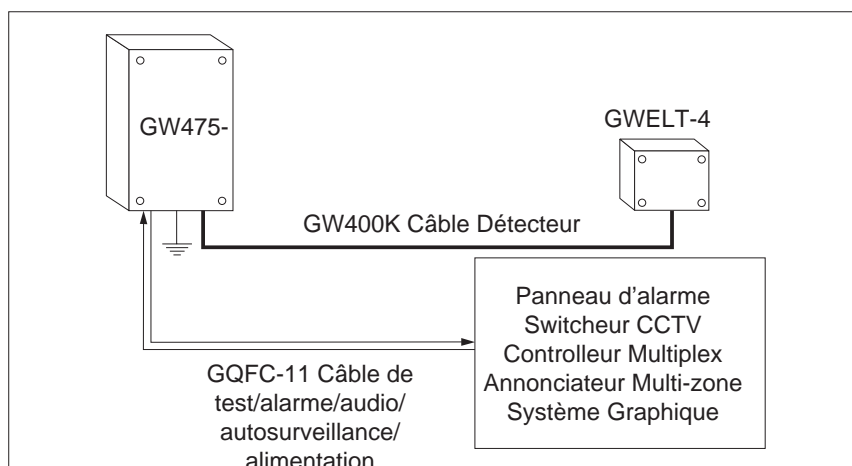 GW475-
GWELT-4
GW400K Câble Détecteur
Panneau d'alarme
Switcheur CCTV
Controlleur Multiplex
Annonciateur Multi-zone
Système Graphique
GQFC-11 Câble de
test/alarme/audio/
autosurveillance/
alimentation